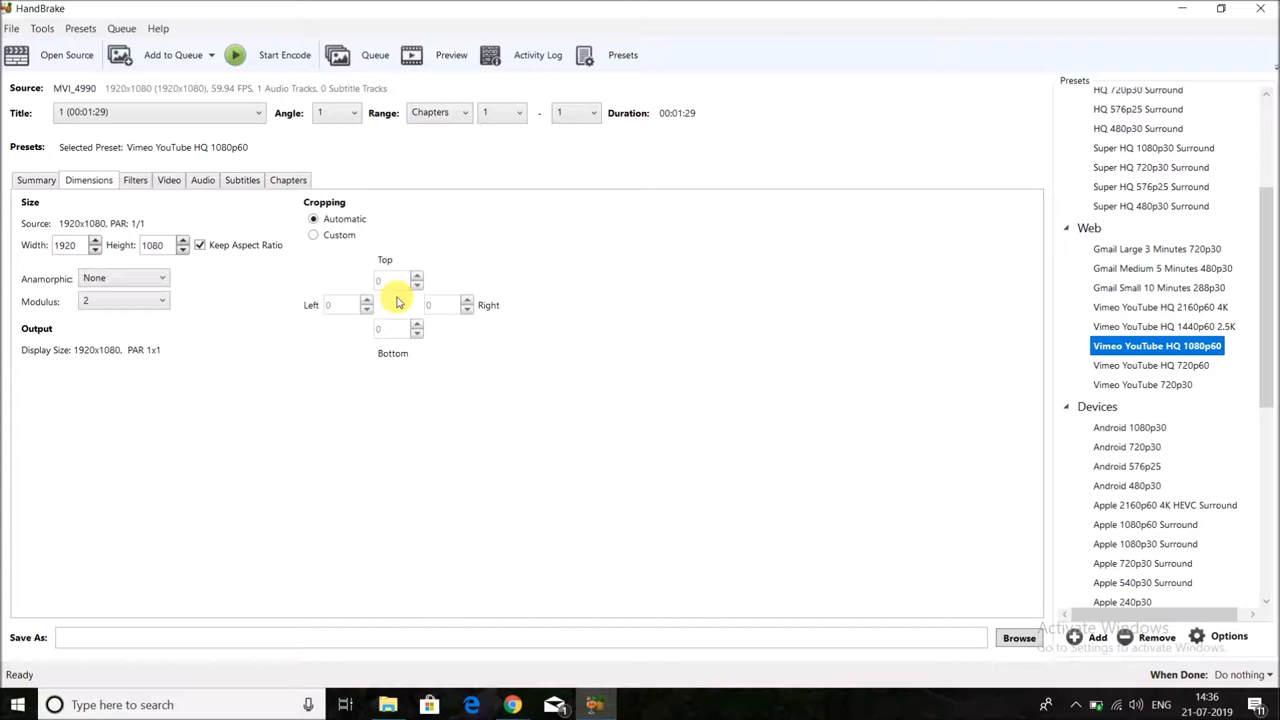 HandBrake
File Tools Presets Queue Help
Open Source Add to Queue Start Encode Queue Preview Activity Log Presets
Source: MVI_4990 1920x1080 (1920x1080), 59.94 FPS, 1 Audio Tracks, 0 Subtitle Tracks
Title: 1 (00:01:29) Angle: 1 Range: Chapters 1 - 1 Duration: 00:01:29
Presets: Selected Preset: Vimeo YouTube HQ 1080p60
Summary Dimensions Filters Video Audio Subtitles Chapters
Size
Source: 1920x1080, PAR: 1/1
Width: 1920 Height: 1080 Keep Aspect Ratio
Anamorphic: None
Modulus: 2
Output
Display Size: 1920x1080, PAR 1x1
Cropping
Automatic
Custom
Top
0
Left 0 0 Right
0
Bottom
Presets
HQ 720p30 Surround
HQ 576p25 Surround
HQ 480p30 Surround
Super HQ 1080p30 Surround
Super HQ 720p30 Surround
Super HQ 576p25 Surround
Super HQ 480p30 Surround
Web
Gmail Large 3 Minutes 720p30
Gmail Medium 5 Minutes 480p30
Gmail Small 10 Minutes 288p30
Vimeo YouTube HQ 2160p60 4K
Vimeo YouTube HQ 1440p60 2.5K
Vimeo YouTube HQ 1080p60
Vimeo YouTube HQ 720p60
Vimeo YouTube 720p30
Devices
Android 1080p30
Android 720p30
Android 576p25
Android 480p30
Apple 2160p60 4K HEVC Surround
Apple 1080p60 Surround
Apple 1080p30 Surround
Apple 720p30 Surround
Apple 540p30 Surround
Apple 240p30
Activate Windows
Go to Settings to activate Windows.
Add Remove Options
Save As: Browse
Ready When Done: Do nothing
Type here to search 1 ENG 14:36
21-07-2019 11